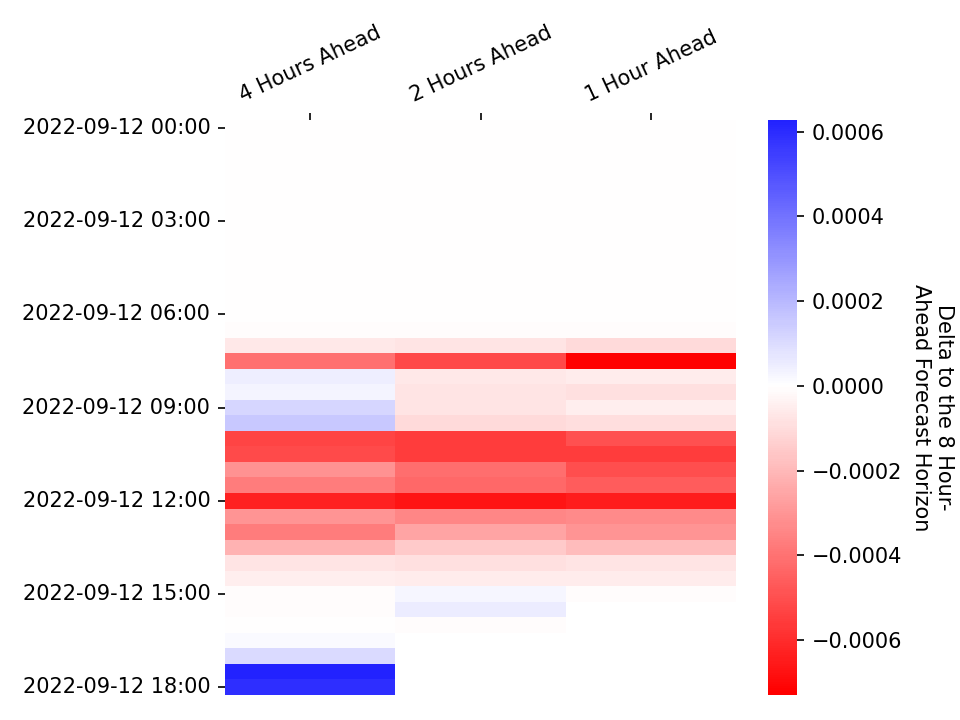 4 Hours Ahead
2 Hours Ahead
1 Hour Ahead
2022-09-12 00:00
2022-09-12 03:00
2022-09-12 06:00
2022-09-12 09:00
2022-09-12 12:00
2022-09-12 15:00
2022-09-12 18:00
0.0006
0.0004
0.0002
0.0000
−0.0002
−0.0004
−0.0006
Delta to the 8 Hour-
Ahead Forecast Horizon